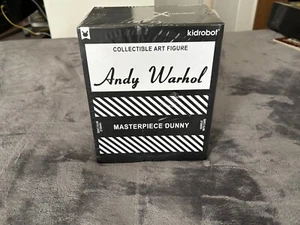 kidrobot®
COLLECTIBLE ART FIGURE
Andy Warhol
MASTERPIECE DUNNY